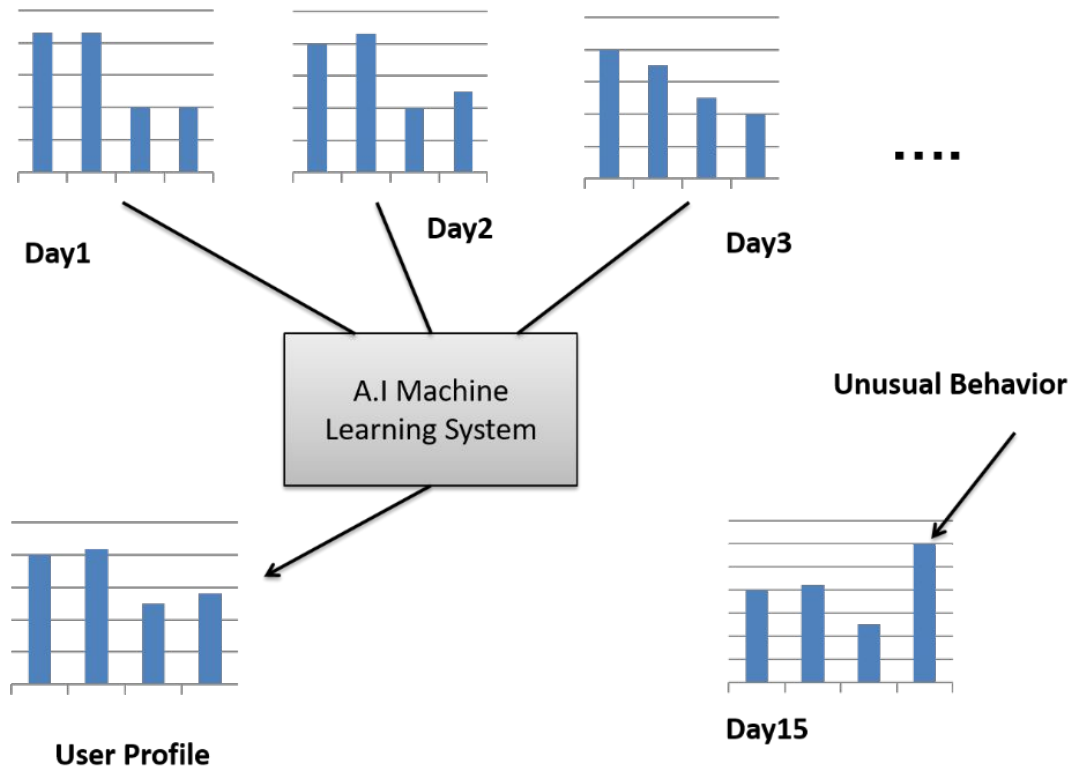 ....
Day1
Day2
Day3
A.I Machine
Learning System
Unusual Behavior
User Profile
Day15